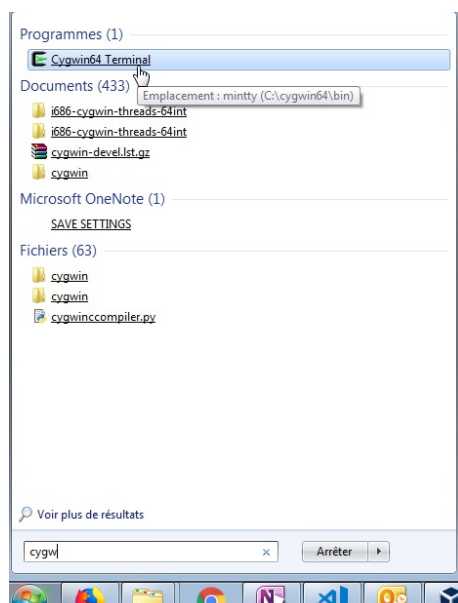 Programmes (1)
Cygwin64 Terminal
Documents (433)
Emplacement : mintty (C:\cygwin64\bin)
i686-cygwin-threads-64int
i686-cygwin-threads-64int
cygwin-devel.lst.gz
cygwin
Microsoft OneNote (1)
SAVE SETTINGS
Fichiers (63)
cygwin
cygwin
cygwinccompiler.py
Voir plus de résultats
cygw
Arrêter